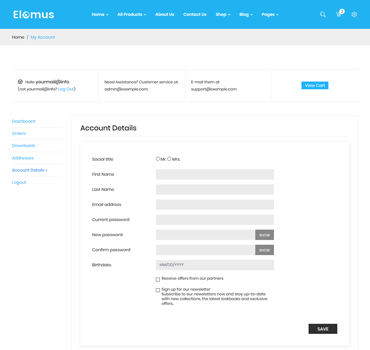 Elomus
Home
All Products
About Us
Contact Us
Shop
Blog
Pages
2
Home / My Account
Hello yourmail@info
(not yourmail@info? Log Out)
Need Assistance? Customer service at
admin@example.com.
E-mail them at
support@example.com
View Cart
Dashboard
Orders
Downloads
Addresses
Account Details
Logout
Account Details
Social title
Mr. Mrs.
First Name
Last Name
Email address
Current password
New password
SHOW
Confirm password
SHOW
Birthdate
MM/DD/YYYY
Receive offers from our partners
Sign up for our newsletter
Subscribe to our newsletters now and stay up-to-date
with new collections, the latest lookbooks and exclusive
offers..
SAVE